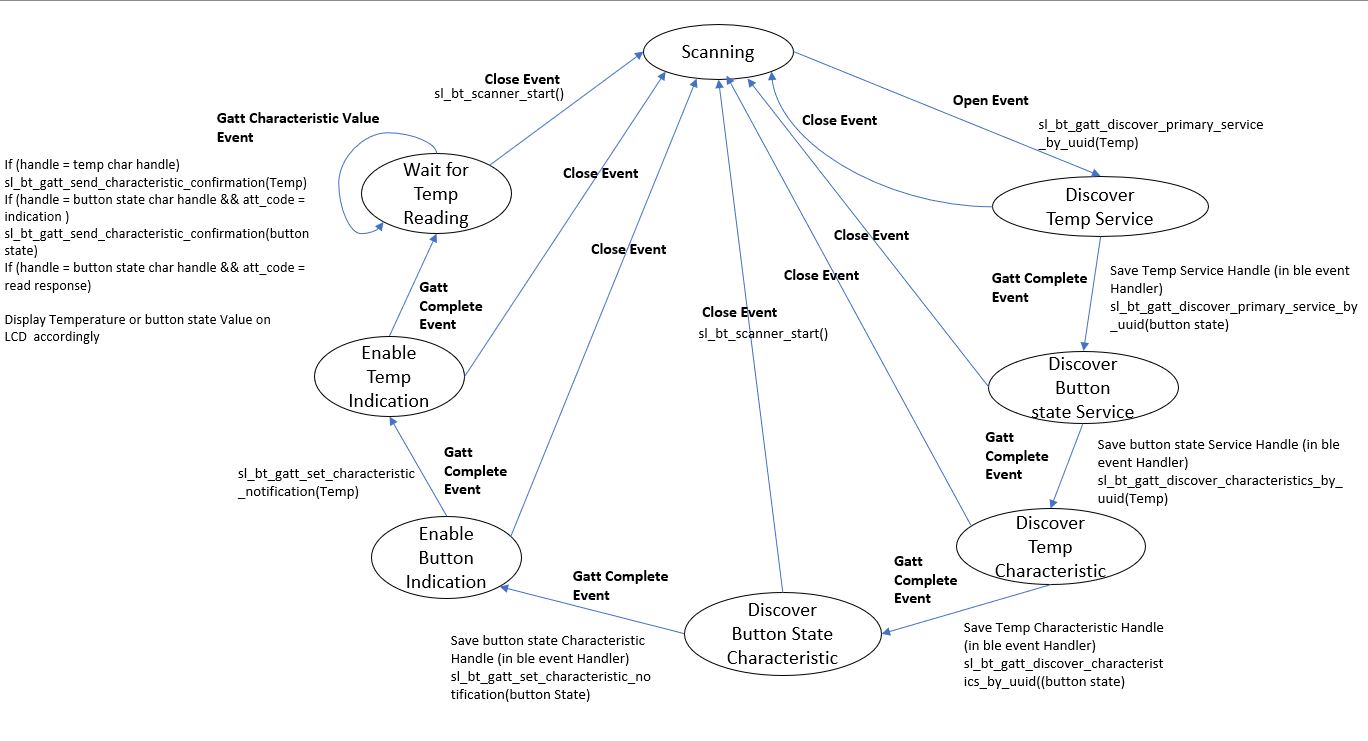 Scanning
Close Event
sl_bt_scanner_start()
Open Event
sl_bt_gatt_discover_primary_service
_by_uuid(Temp)
Close Event
Gatt Characteristic Value
Event
If (handle = temp char handle)
sl_bt_gatt_send_characteristic_confirmation(Temp)
If (handle = button state char handle && att_code =
indication )
sl_bt_gatt_send_characteristic_confirmation(button
state)
If (handle = button state char handle && att_code =
read response)
Display Temperature or button state Value on
LCD accordingly
Wait for
Temp
Reading
Close Event
Discover
Temp Service
Close Event
Close Event
Close Event
Gatt Complete
Event
Save Temp Service Handle (in ble event
Handler)
sl_bt_gatt_discover_primary_service_by
_uuid(button state)
Gatt
Complete
Event
Close Event
sl_bt_scanner_start()
Enable
Temp
Indication
Discover
Button
state Service
Gatt
Complete
Event
Save button state Service Handle (in ble
event Handler)
sl_bt_gatt_discover_characteristics_by_
uuid(Temp)
sl_bt_gatt_set_characteristic
_notification(Temp)
Gatt
Complete
Event
Enable
Button
Indication
Discover
Temp
Characteristic
Gatt Complete
Event
Gatt
Complete
Event
Discover
Button State
Characteristic
Save button state Characteristic
Handle (in ble event Handler)
sl_bt_gatt_set_characteristic_no
tification(button State)
Save Temp Characteristic Handle
(in ble event Handler)
sl_bt_gatt_discover_characterist
ics_by_uuid((button state)